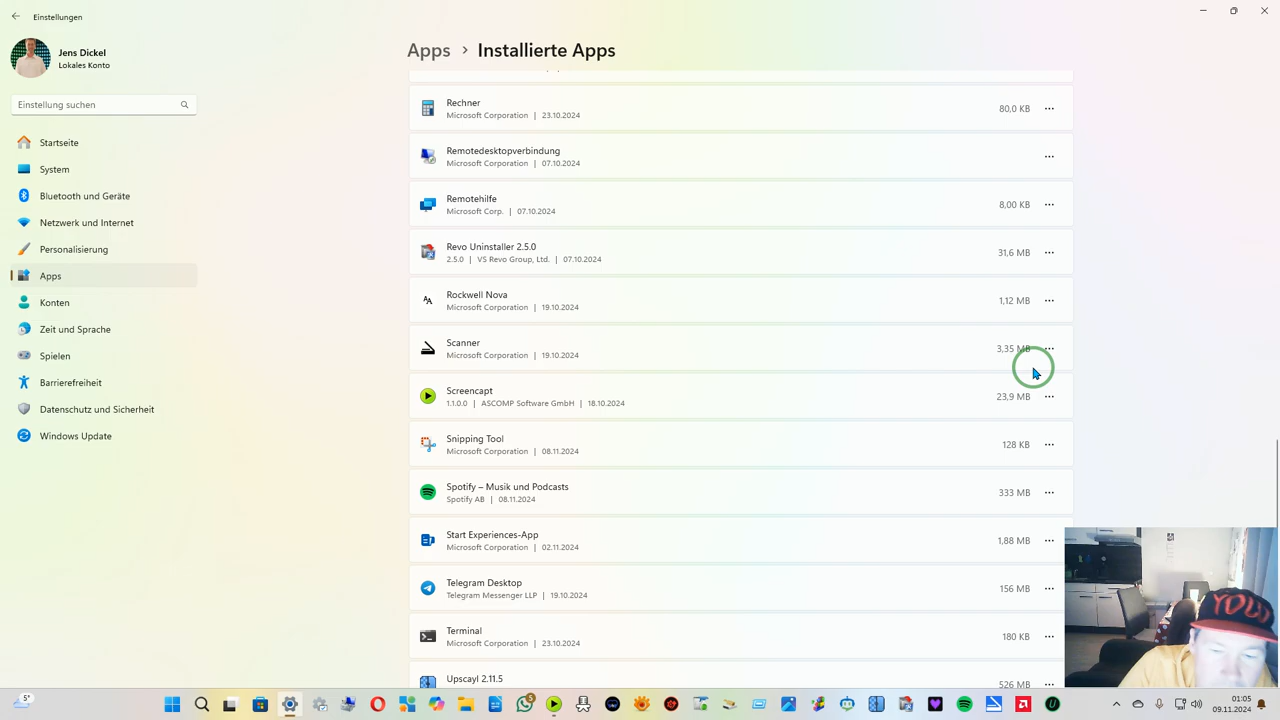 Einstellungen
Jens Dickel
Lokales Konto
Einstellung suchen
Startseite
System
Bluetooth und Geräte
Netzwerk und Internet
Personalisierung
Apps
Konten
Zeit und Sprache
Spielen
Barrierefreiheit
Datenschutz und Sicherheit
Windows Update
Apps > Installierte Apps
Rechner
Microsoft Corporation | 23.10.2024
80,0 KB
Remotedesktopverbindung
Microsoft Corporation | 07.10.2024
Remotehilfe
Microsoft Corp. | 07.10.2024
8,00 KB
Revo Uninstaller 2.5.0
2.5.0 | VS Revo Group, Ltd. | 07.10.2024
31,6 MB
Rockwell Nova
Microsoft Corporation | 19.10.2024
1,12 MB
Scanner
Microsoft Corporation | 19.10.2024
3,35 MB
Screencapt
1.1.0.0 | ASCOMP Software GmbH | 18.10.2024
23,9 MB
Snipping Tool
Microsoft Corporation | 08.11.2024
128 KB
Spotify – Musik und Podcasts
Spotify AB | 08.11.2024
333 MB
Start Experiences-App
Microsoft Corporation | 02.11.2024
1,88 MB
Telegram Desktop
Telegram Messenger LLP | 19.10.2024
156 MB
Terminal
Microsoft Corporation | 23.10.2024
180 KB
Upscayl 2.11.5
526 MB
YOU
5°
5
01:05
09.11.2024